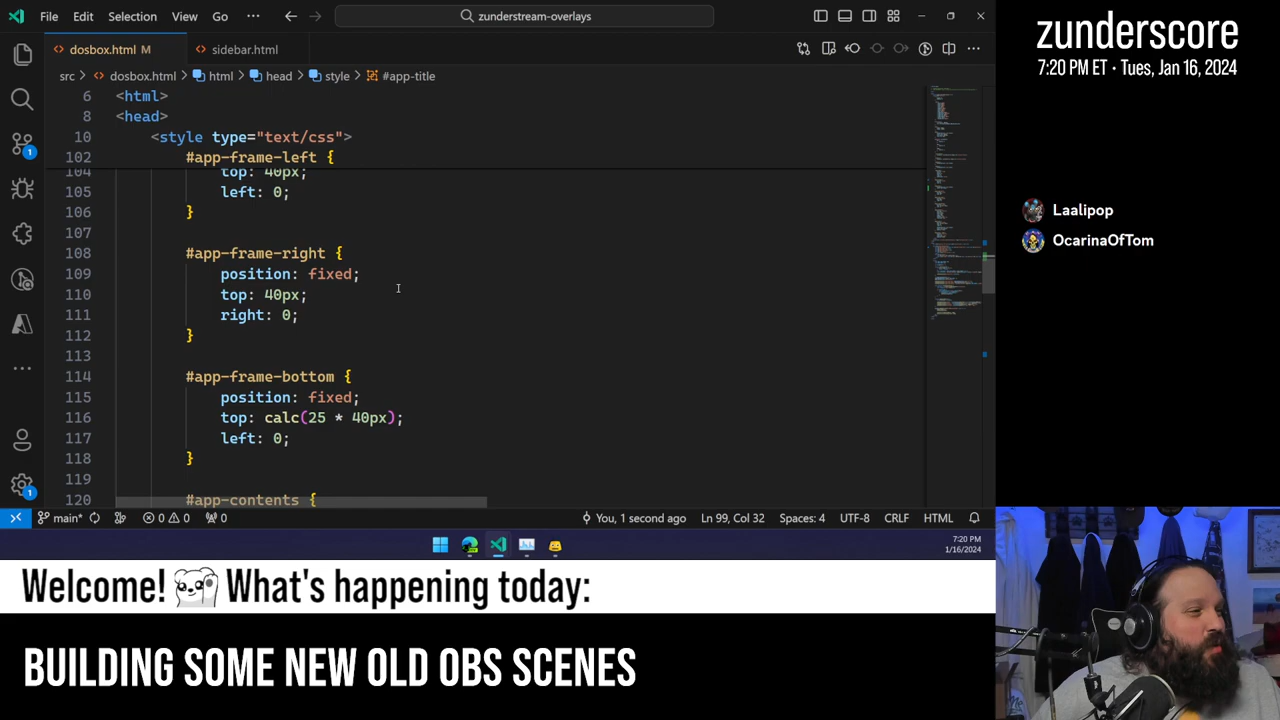 File Edit Selection View Go ··· zunderstream-overlays
dosbox.html M sidebar.html
src > dosbox.html > html > head > style > #app-title
6 <html>
8 <head>
10 <style type="text/css">
102 #app-frame-left {
104 top: 40px;
105 left: 0;
106 }
107
108 #app-frame-right {
109 position: fixed;
110 top: 40px;
111 right: 0;
112 }
113
114 #app-frame-bottom {
115 position: fixed;
116 top: calc(25 * 40px);
117 left: 0;
118 }
119
120 #app-contents {
1
1
main* 0 0 0 You, 1 second ago Ln 99, Col 32 Spaces: 4 UTF-8 CRLF HTML
7:20 PM
1/16/2024
Welcome! What's happening today:
BUILDING SOME NEW OLD OBS SCENES
zunderscore
7:20 PM ET • Tues, Jan 16, 2024
Laalipop
OcarinaOfTom